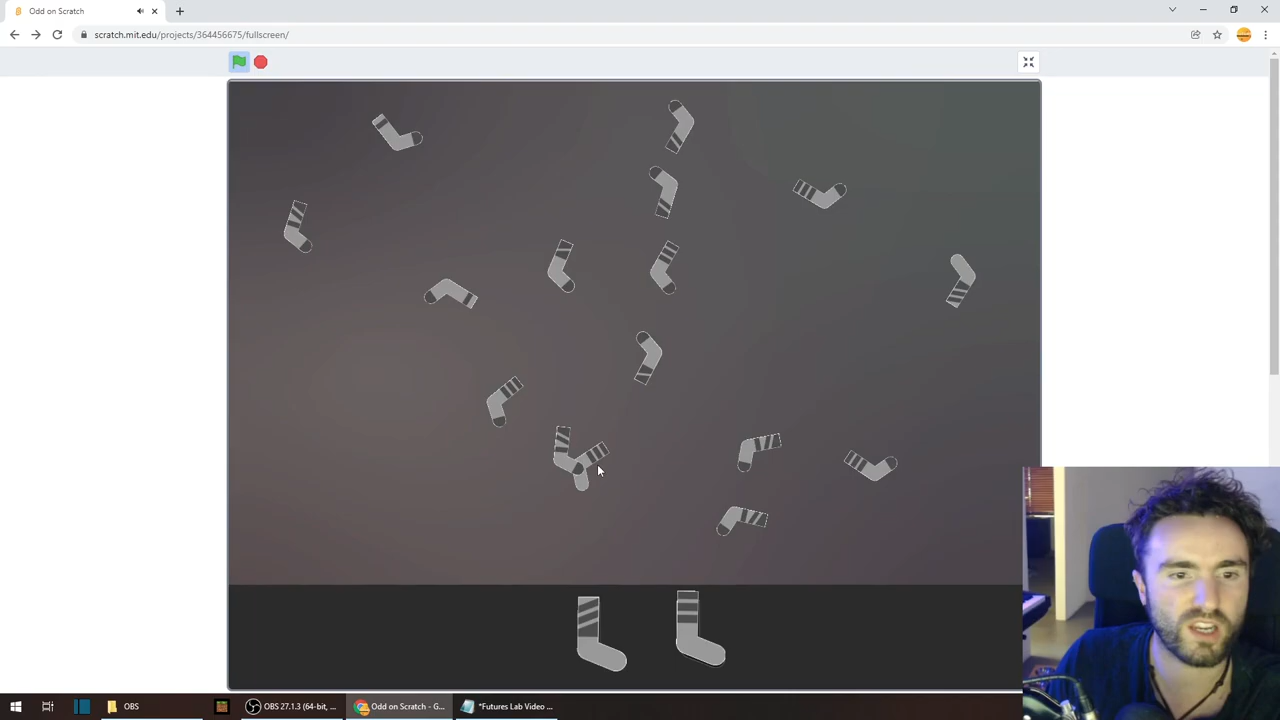 Odd on Scratch
scratch.mit.edu/projects/364456675/fullscreen/
OBS
OBS 27.1.3 (64-bit, ...
Odd on Scratch - G...
*Futures Lab Video ...